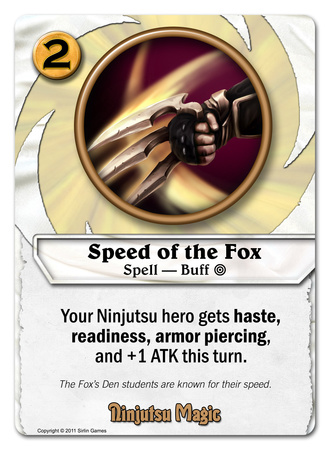 2
Speed of the Fox
Spell — Buff ◎
Your Ninjutsu hero gets haste,
readiness, armor piercing,
and +1 ATK this turn.
The Fox's Den students are known for their speed.
Ninjutsu Magic
Copyright © 2011 Sirlin Games